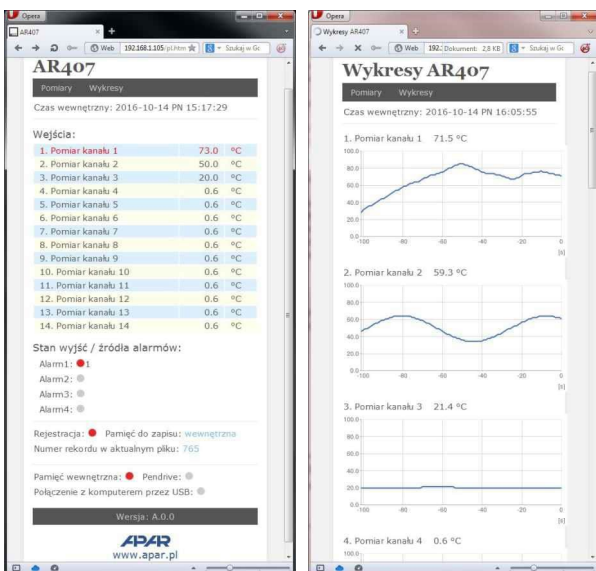 Opera
AR407
Web
192.168.1.105/pl.htm
Szukaj w Gc
AR407
Pomiary Wykresy
Czas wewnętrzny: 2016-10-14 PN 15:17:29
Wejścia:
1. Pomiar kanału 1 73.0 °C
2. Pomiar kanału 2 50.0 °C
3. Pomiar kanału 3 20.0 °C
4. Pomiar kanału 4 0.6 °C
5. Pomiar kanału 5 0.6 °C
6. Pomiar kanału 6 0.6 °C
7. Pomiar kanału 7 0.6 °C
8. Pomiar kanału 8 0.6 °C
9. Pomiar kanału 9 0.6 °C
10. Pomiar kanału 10 0.6 °C
11. Pomiar kanału 11 0.6 °C
12. Pomiar kanału 12 0.6 °C
13. Pomiar kanału 13 0.6 °C
14. Pomiar kanału 14 0.6 °C
Stan wyjść / źródła alarmów:
Alarm1: 1
Alarm2:
Alarm3:
Alarm4:
Rejestracja: Pamięć do zapisu: wewnętrzna
Numer rekordu w aktualnym pliku: 765
Pamięć wewnętrzna: Pendrive:
Połączenie z komputerem przez USB:
Wersja: A.0.0
APAR
www.apar.pl
Opera
Wykresy AR407
Web
192. Dokument: 2,8 KB
Szukaj w Gc
Wykresy AR407
Pomiary Wykresy
Czas wewnętrzny: 2016-10-14 PN 16:05:55
1. Pomiar kanału 1 71.5 °C
100.0
80.0
60.0
40.0
20.0
0.0
-100 -80 -60 -40 -20 0
[s]
2. Pomiar kanału 2 59.3 °C
100.0
80.0
60.0
40.0
20.0
0.0
-100 -80 -60 -40 -20 0
[s]
3. Pomiar kanału 3 21.4 °C
100.0
80.0
60.0
40.0
20.0
0.0
-100 -80 -60 -40 -20 0
[s]
4. Pomiar kanału 4 0.6 °C
100.0